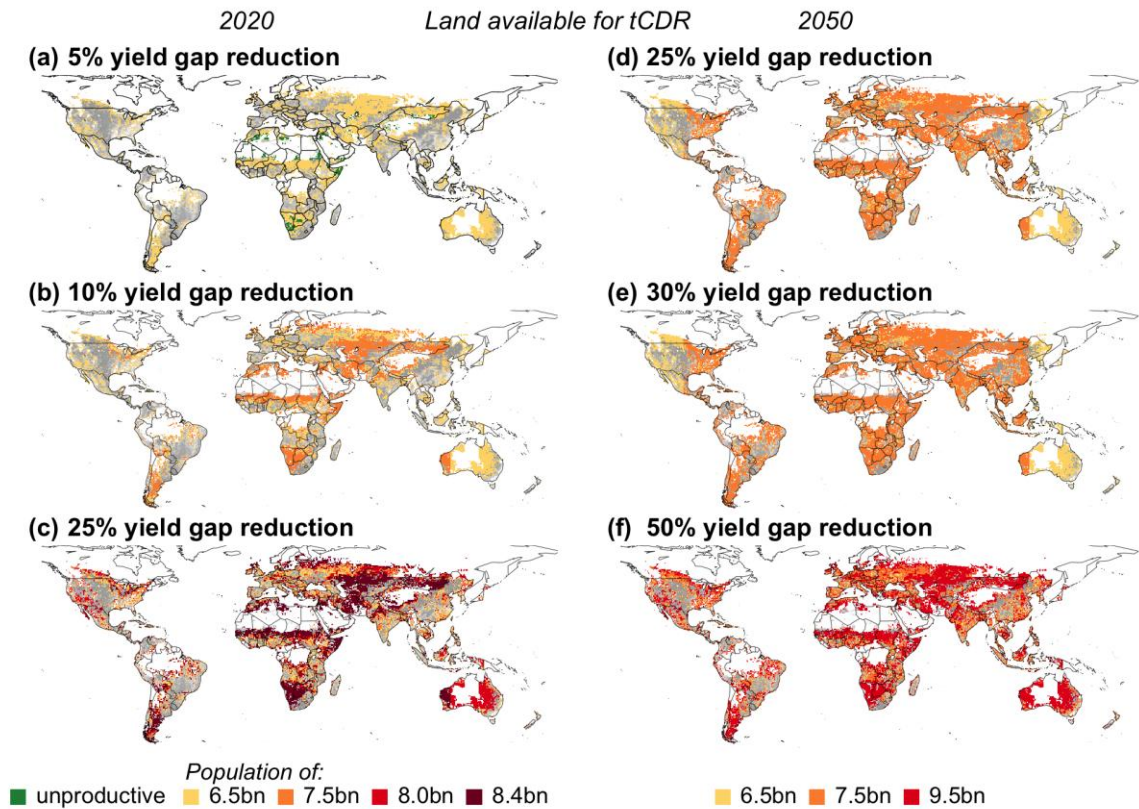 2020 Land available for tCDR 2050
(a) 5% yield gap reduction
(d) 25% yield gap reduction
(b) 10% yield gap reduction
(e) 30% yield gap reduction
(c) 25% yield gap reduction
(f) 50% yield gap reduction
Population of:
unproductive 6.5bn 7.5bn 8.0bn 8.4bn
6.5bn 7.5bn 9.5bn